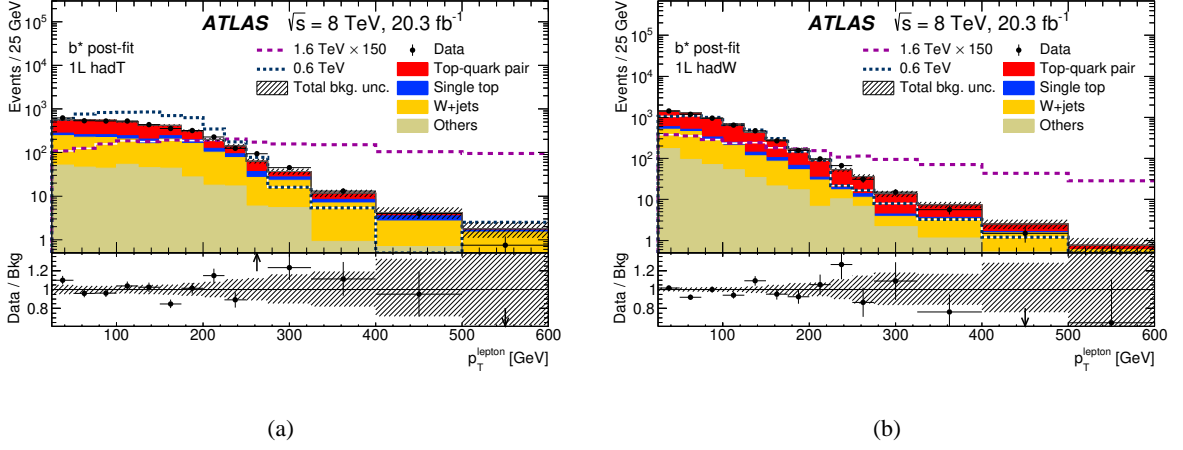 ATLAS √s = 8 TeV, 20.3 fb⁻¹
b* post-fit
1L hadT
1.6 TeV × 150
0.6 TeV
Total bkg. unc.
Data
Top-quark pair
Single top
W+jets
Others
Events / 25 GeV
10⁵
10⁴
10³
10²
10
1
Data / Bkg
1.2
1
0.8
100 200 300 400 500 600
p_T^lepton [GeV]
(a)
ATLAS √s = 8 TeV, 20.3 fb⁻¹
b* post-fit
1L hadW
1.6 TeV × 150
0.6 TeV
Total bkg. unc.
Data
Top-quark pair
Single top
W+jets
Others
Events / 25 GeV
10⁵
10⁴
10³
10²
10
1
Data / Bkg
1.2
1
0.8
100 200 300 400 500 600
p_T^lepton [GeV]
(b)